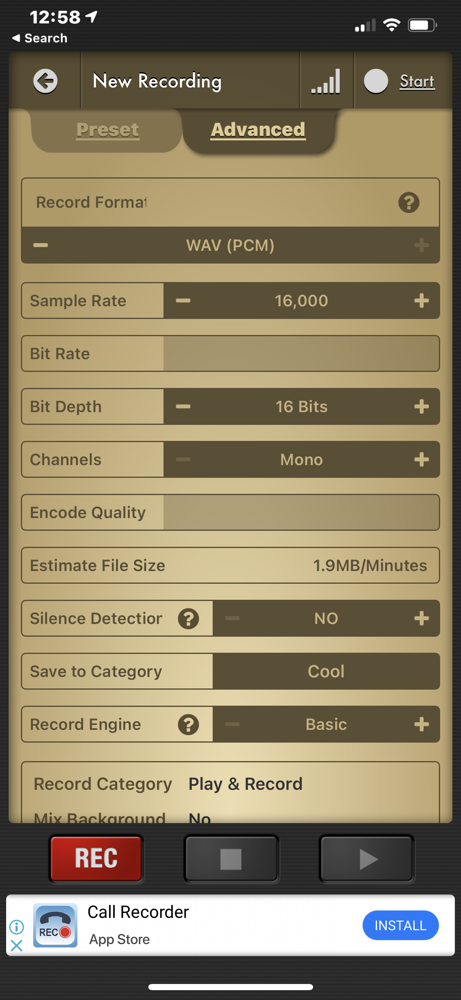 12:58
Search
New Recording
Start
Preset
Advanced
Record Format
WAV (PCM)
Sample Rate
16,000
Bit Rate
Bit Depth
16 Bits
Channels
Mono
Encode Quality
Estimate File Size
1.9MB/Minutes
Silence Detection
NO
Save to Category
Cool
Record Engine
Basic
Record Category
Play & Record
Mix Background
No
REC
Call Recorder
REC
App Store
INSTALL